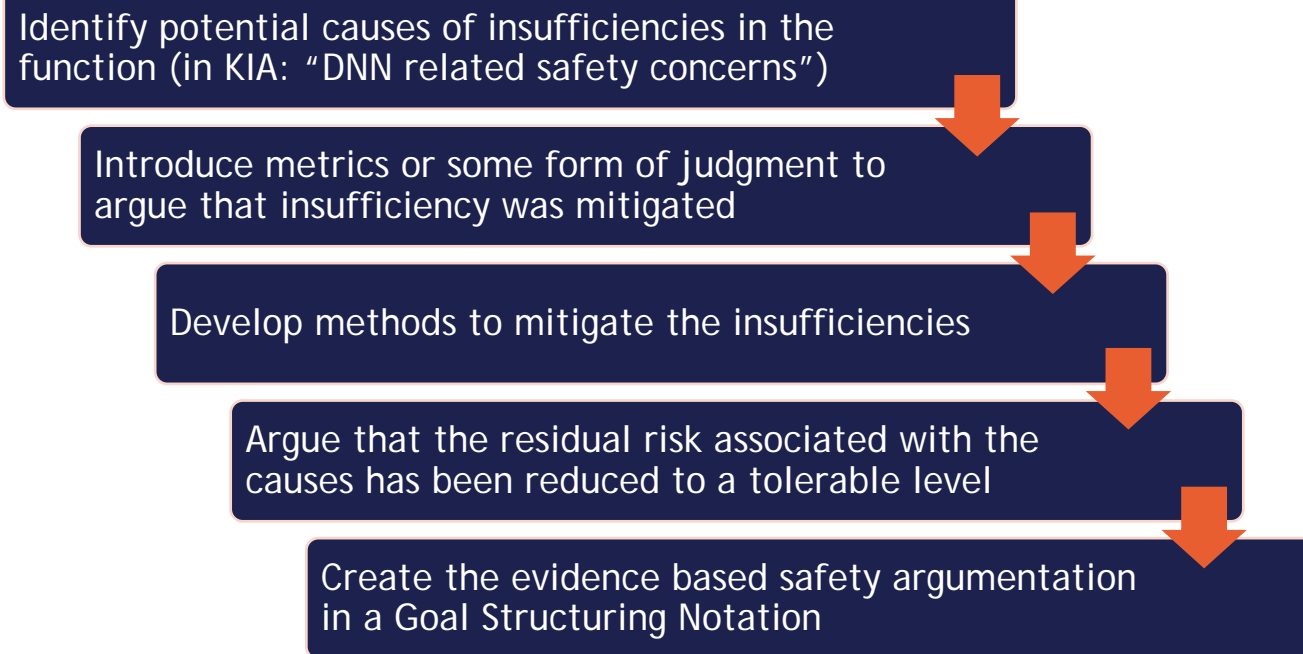 Identify potential causes of insufficiencies in the
function (in KIA: “DNN related safety concerns”)
Introduce metrics or some form of judgment to
argue that insufficiency was mitigated
Develop methods to mitigate the insufficiencies
Argue that the residual risk associated with the
causes has been reduced to a tolerable level
Create the evidence based safety argumentation
in a Goal Structuring Notation